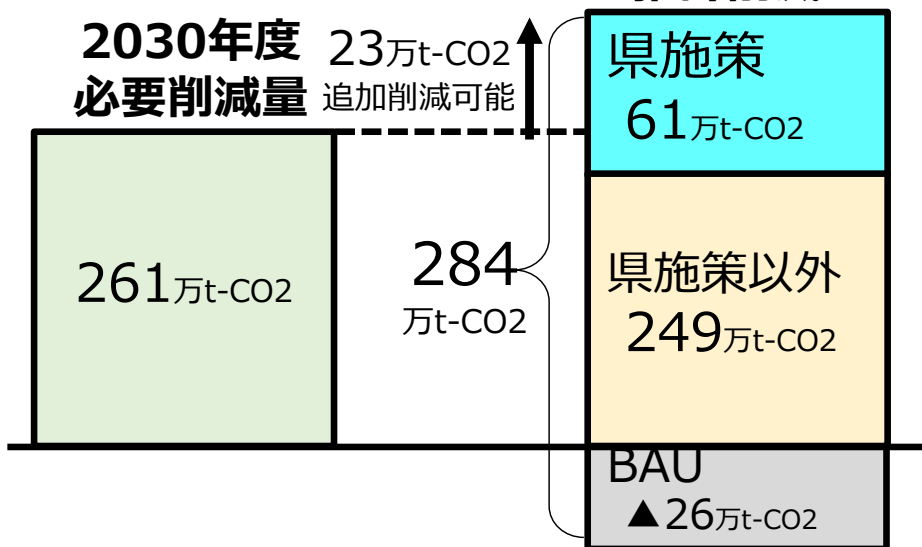 2030年度
必要削減量
23万t-CO2
追加削減可能
261万t-CO2
284
万t-CO2
県施策
61万t-CO2
県施策以外
249万t-CO2
BAU
▲26万t-CO2